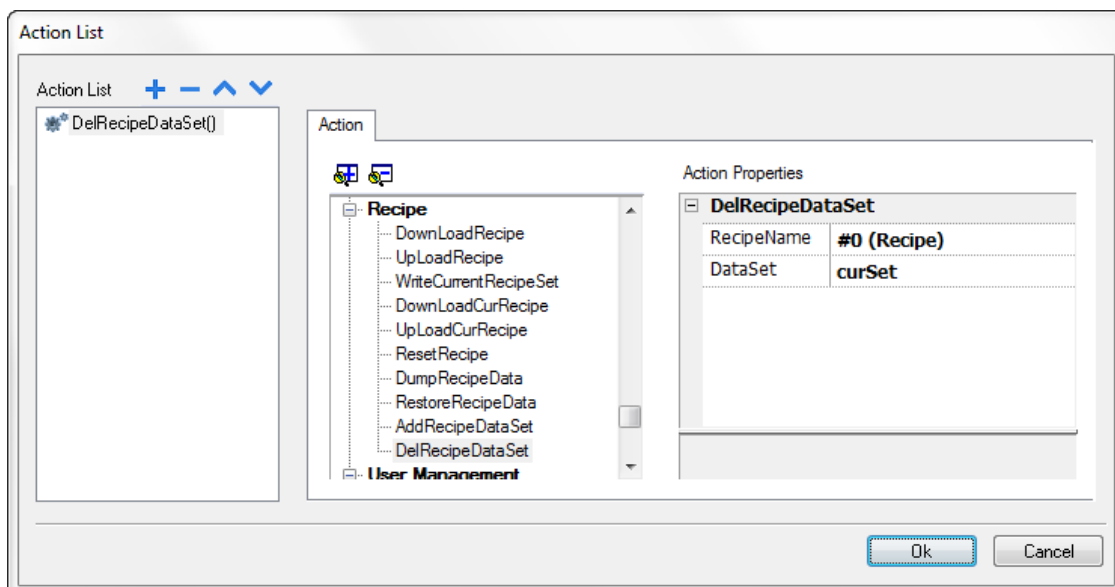 Action List
Action List
DelRecipeDataSet()
Action
Recipe
DownLoadRecipe
UpLoadRecipe
WriteCurrentRecipeSet
DownLoadCurRecipe
UpLoadCurRecipe
ResetRecipe
DumpRecipeData
RestoreRecipeData
AddRecipeDataSet
DelRecipeDataSet
User Management
Action Properties
DelRecipeDataSet
RecipeName #0 (Recipe)
DataSet curSet
Ok Cancel